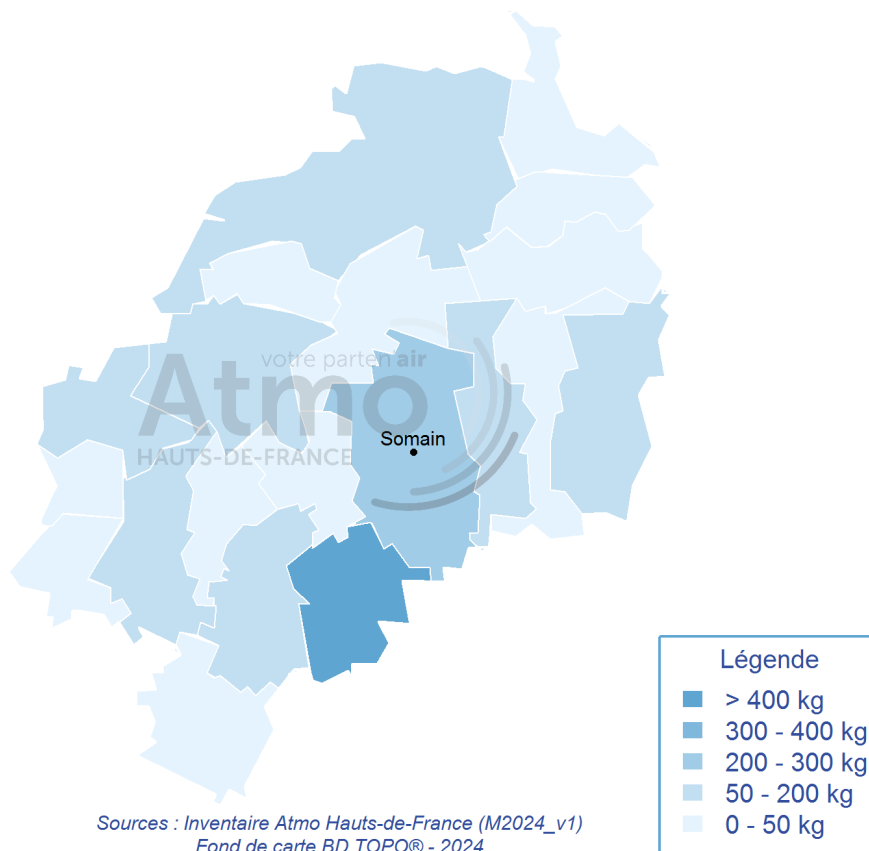 votre parten air
Atmo
HAUTS-DE-FRANCE
Somain
Légende
> 400 kg
300 - 400 kg
200 - 300 kg
50 - 200 kg
0 - 50 kg
Sources : Inventaire Atmo Hauts-de-France (M2024_v1)
Fond de carte BD TOPO® - 2024